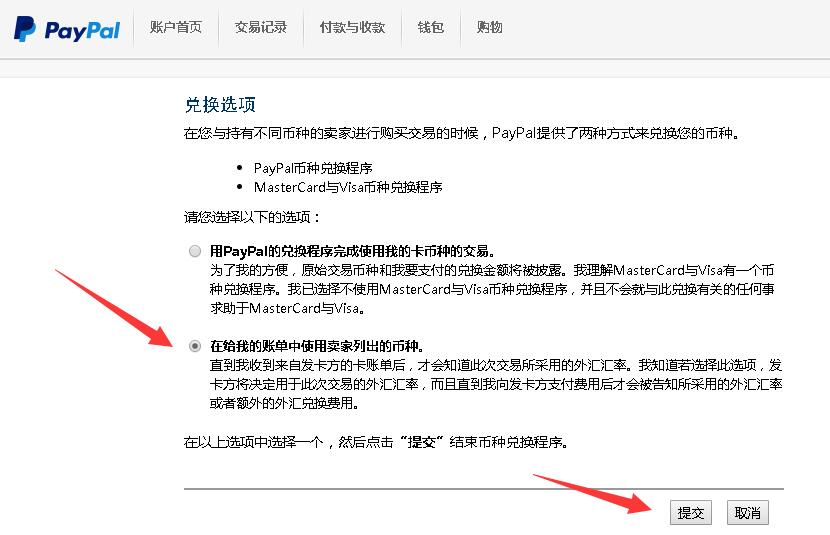 PayPal 账户首页 交易记录 付款与收款 钱包 购物
兑换选项
在您与持有不同币种的卖家进行购买交易的时候，PayPal提供了两种方式来兑换您的币种。
• PayPal币种兑换程序
• MasterCard与Visa币种兑换程序
请您选择以下的选项：
用PayPal的兑换程序完成使用我的卡币种的交易。
为了我的方便，原始交易币种和我要支付的兑换金额将被披露。我理解MasterCard与Visa有一个币
种兑换程序。我已选择不使用MasterCard与Visa币种兑换程序，并且不会就与此兑换有关的任何事
求助于MasterCard与Visa。
在给我的账单中使用卖家列出的币种。
直到我收到来自发卡方的卡账单后，才会知道此次交易所采用的外汇汇率。我知道若选择此选项，发
卡方将决定用于此次交易的外汇汇率，而且直到我向发卡方支付费用后才会被告知所采用的外汇汇率
或者额外的外汇兑换费用。
在以上选项中选择一个，然后点击“提交”结束币种兑换程序。
提交 取消